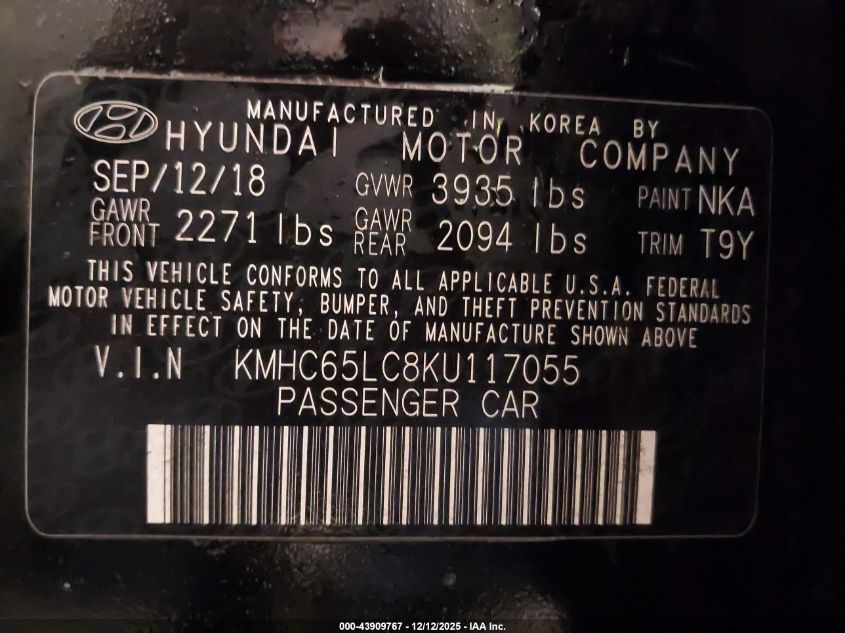 MANUFACTURED IN KOREA BY
HYUNDAI MOTOR COMPANY
SEP/12/18 GVWR 3935 lbs PAINT NKA
GAWR FRONT 2271 lbs GAWR REAR 2094 lbs TRIM T9Y
THIS VEHICLE CONFORMS TO ALL APPLICABLE U.S.A. FEDERAL
MOTOR VEHICLE SAFETY, BUMPER, AND THEFT PREVENTION STANDARDS
IN EFFECT ON THE DATE OF MANUFACTURE SHOWN ABOVE
V.I.N KMHC65LC8KU117055
PASSENGER CAR
000-43909767 - 12/12/2025 - IAA Inc.